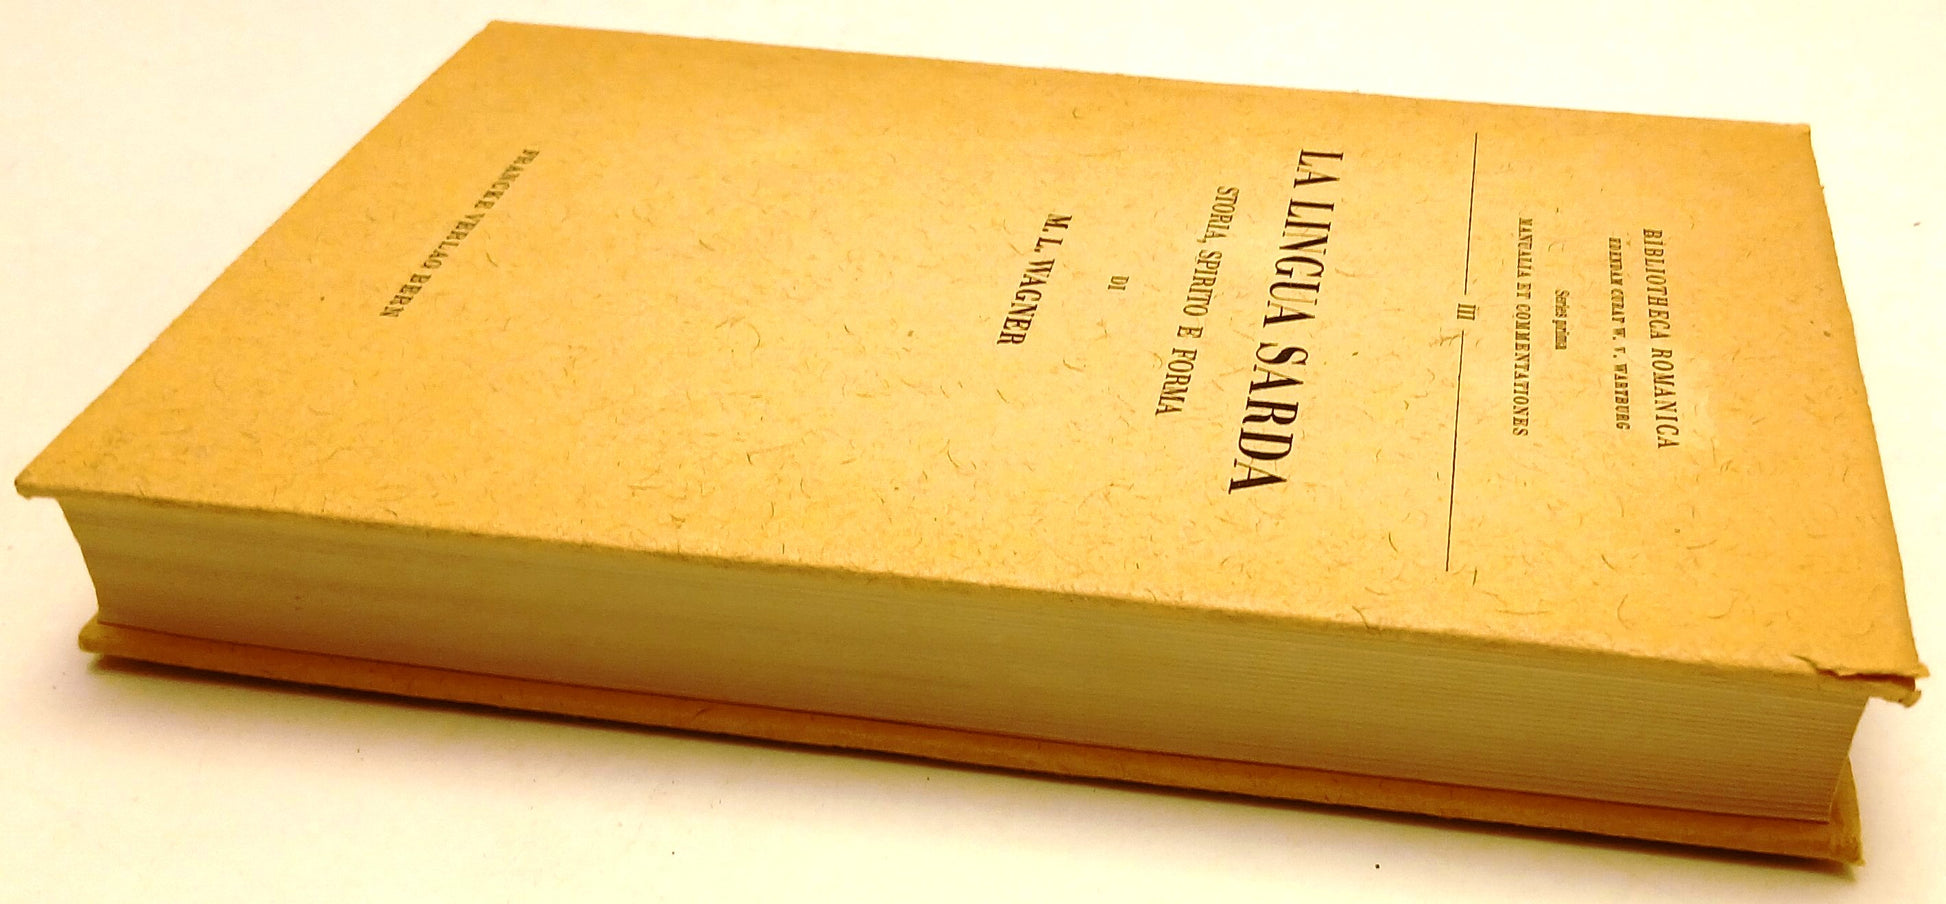 BIBLIOTHECA ROMANICA
EDENDAM CURAT W. V. WARTBURG
Series prima
MANUALIA ET COMMENTATIONES
III
LA LINGUA SARDA
STORIA, SPIRITO E FORMA
DI
M. L. WAGNER
FRANCKE VERLAG BERN